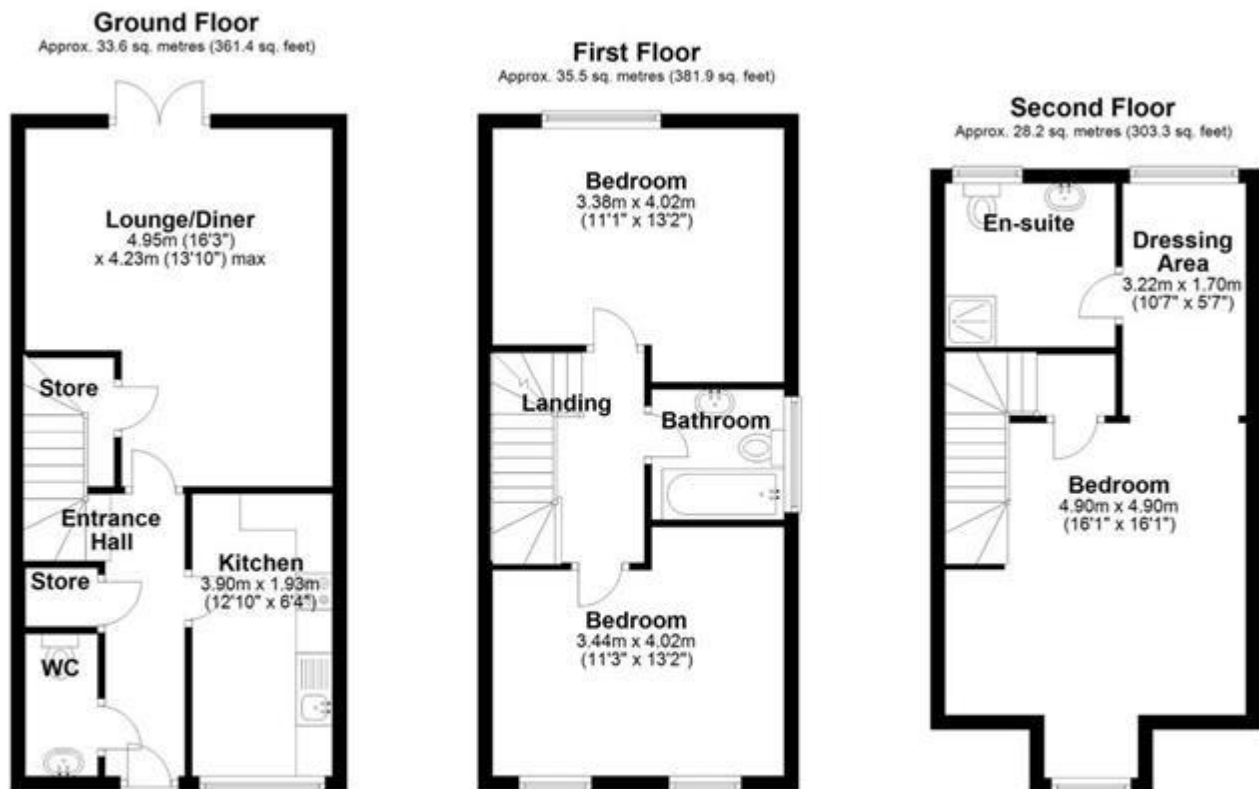 Ground Floor
Approx. 33.6 sq. metres (361.4 sq. feet)
Lounge/Diner
4.95m (16'3")
x 4.23m (13'10") max
Store
Entrance
Hall
Store
Kitchen
3.90m x 1.93m
(12'10" x 6'4")
WC
First Floor
Approx. 35.5 sq. metres (381.9 sq. feet)
Bedroom
3.38m x 4.02m
(11'1" x 13'2")
Landing
Bathroom
Bedroom
3.44m x 4.02m
(11'3" x 13'2")
Second Floor
Approx. 28.2 sq. metres (303.3 sq. feet)
En-suite
Dressing
Area
3.22m x 1.70m
(10'7" x 5'7")
Bedroom
4.90m x 4.90m
(16'1" x 16'1")